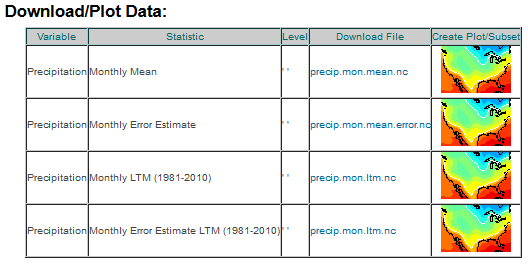 Download/Plot Data:
Variable Statistic Level Download File Create Plot/Subset
Precipitation Monthly Mean ' ' precip.mon.mean.nc
Precipitation Monthly Error Estimate ' ' precip.mon.mean.error.nc
Precipitation Monthly LTM (1981-2010) ' ' precip.mon.ltm.nc
Precipitation Monthly Error Estimate LTM (1981-2010) ' ' precip.mon.ltm.nc